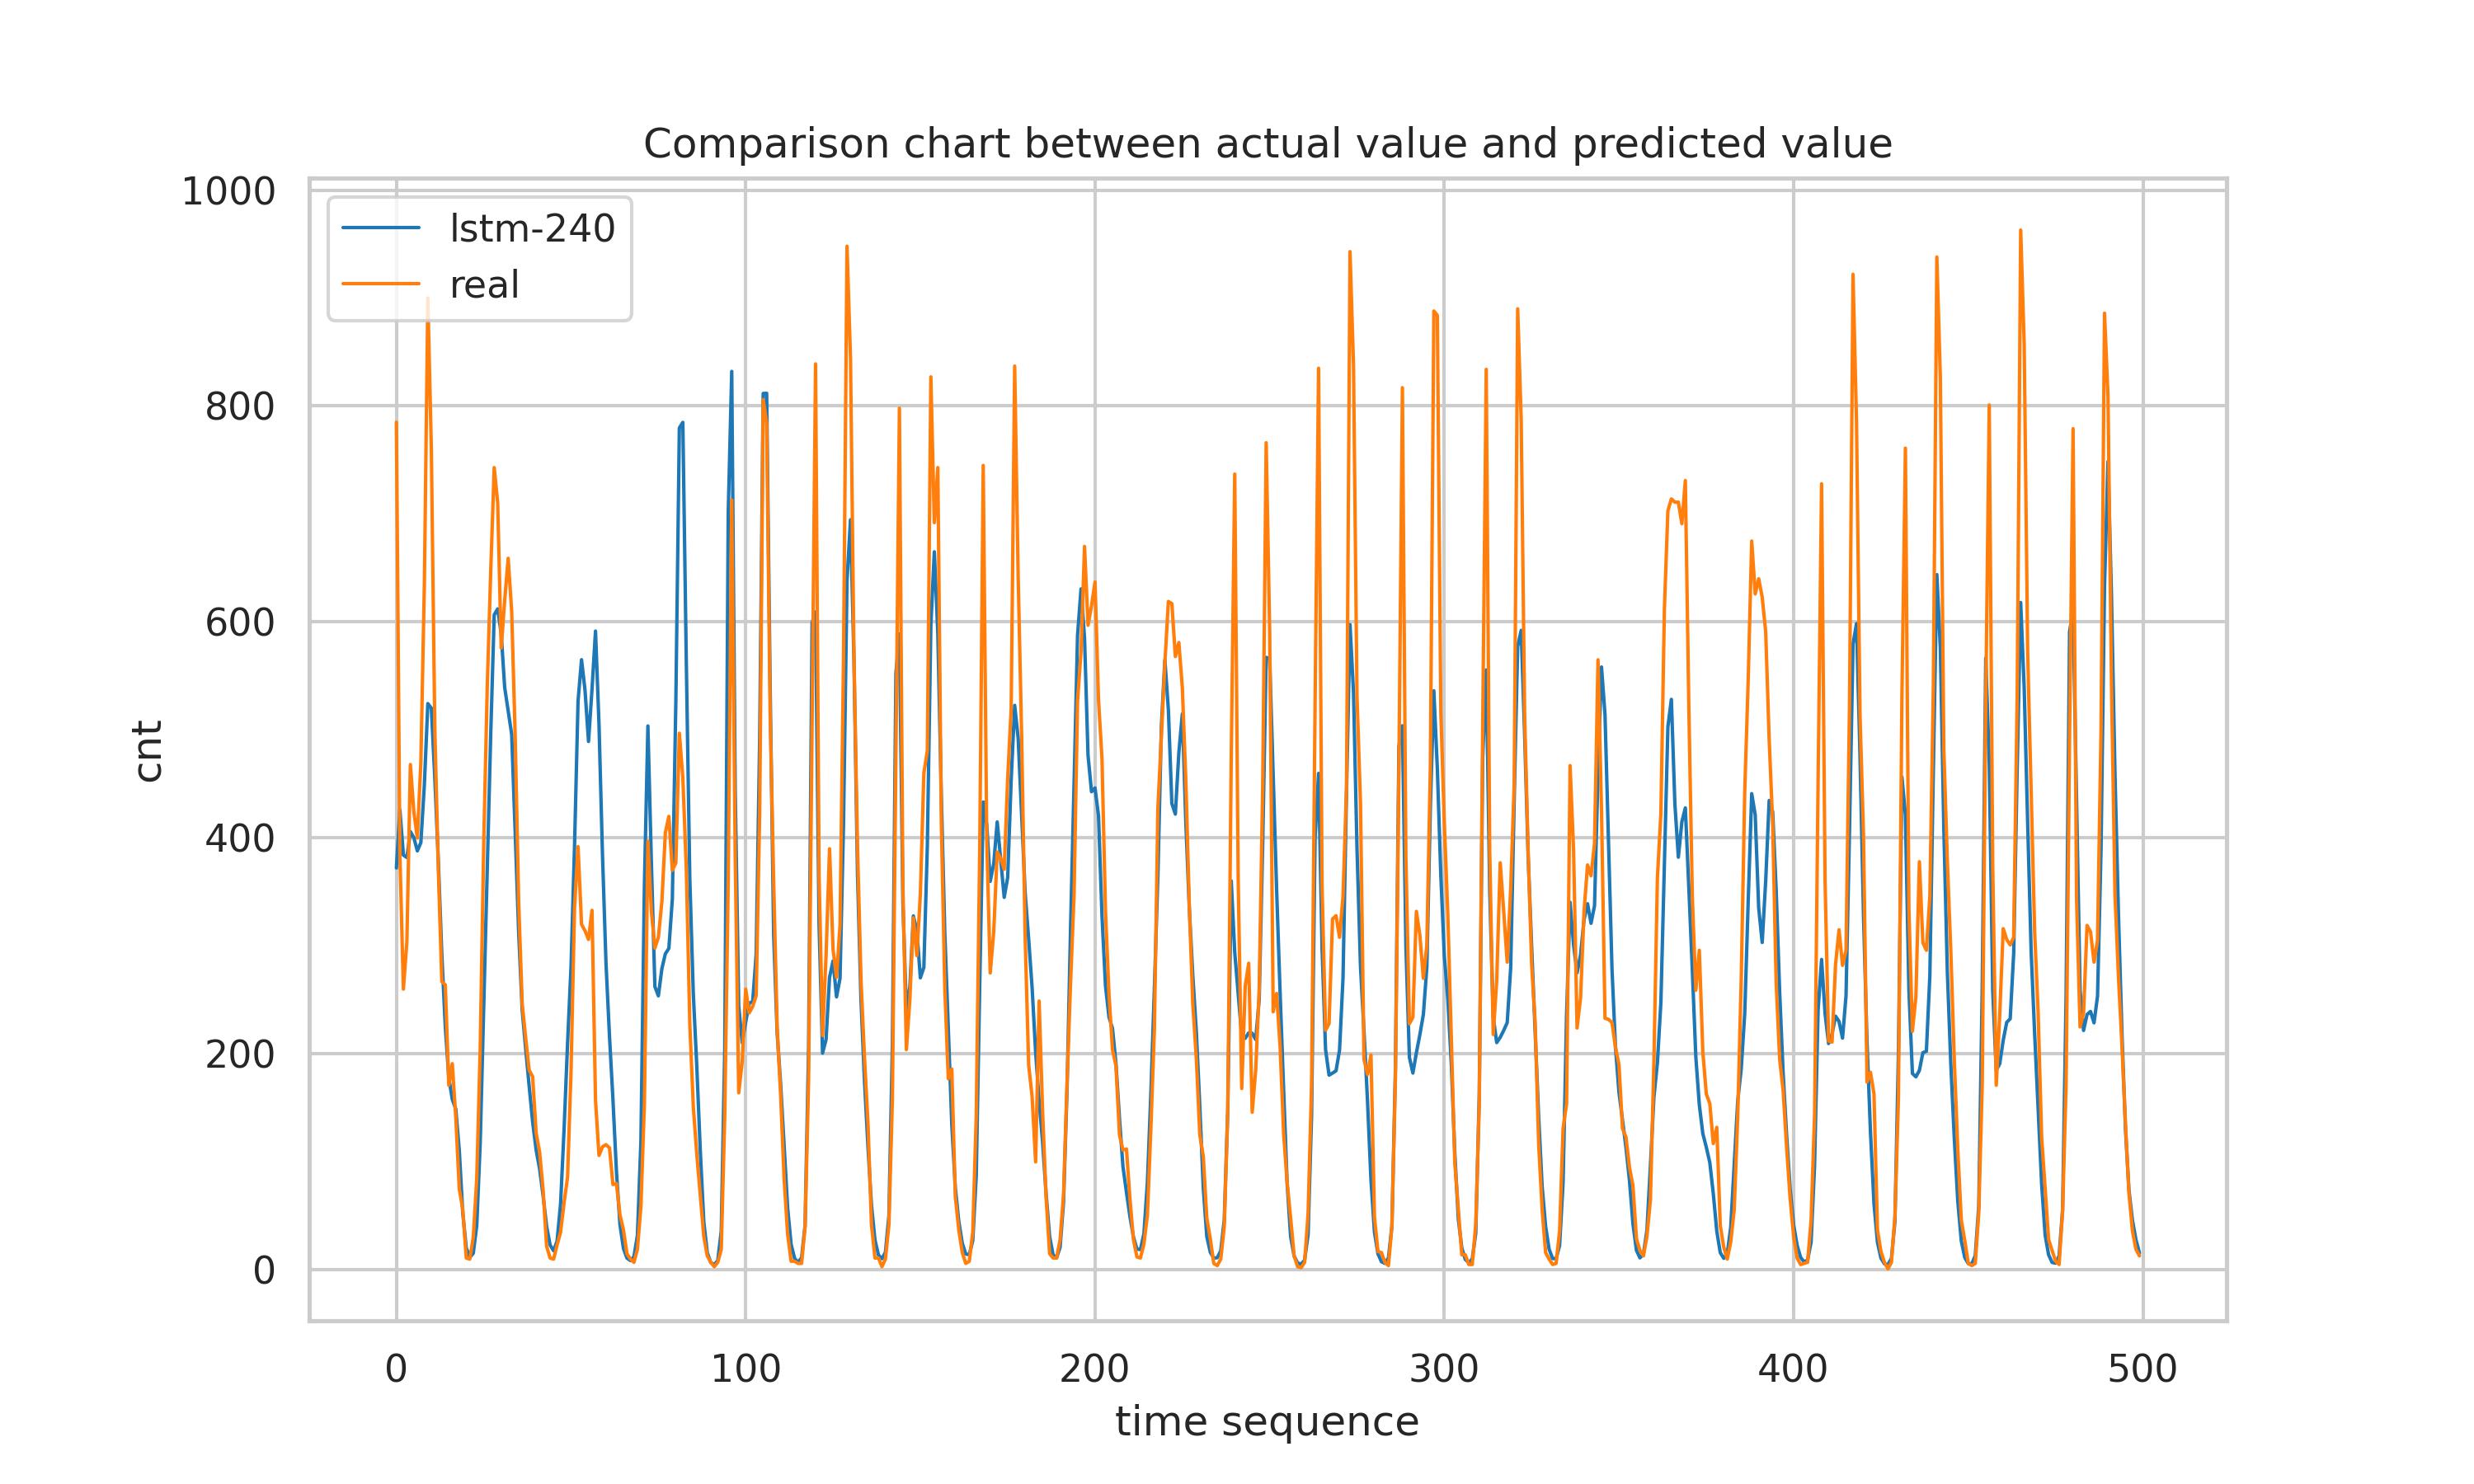 Comparison chart between actual value and predicted value
lstm-240
real
1000
800
600
400
200
0
cnt
0 100 200 300 400 500
time sequence